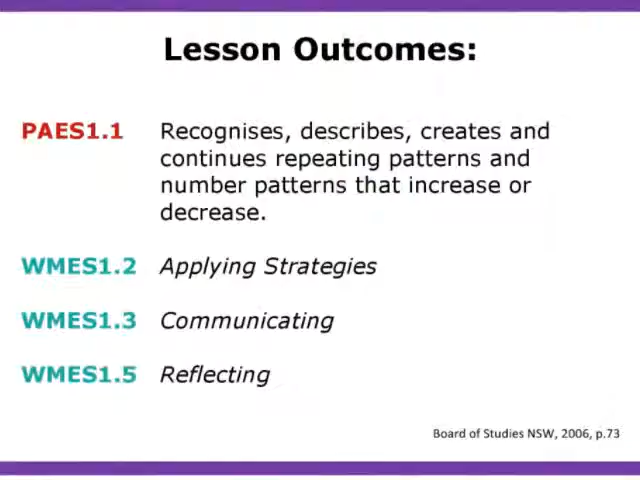 Lesson Outcomes:
PAES1.1 Recognises, describes, creates and
continues repeating patterns and
number patterns that increase or
decrease.
WMES1.2 Applying Strategies
WMES1.3 Communicating
WMES1.5 Reflecting
Board of Studies NSW, 2006, p.73